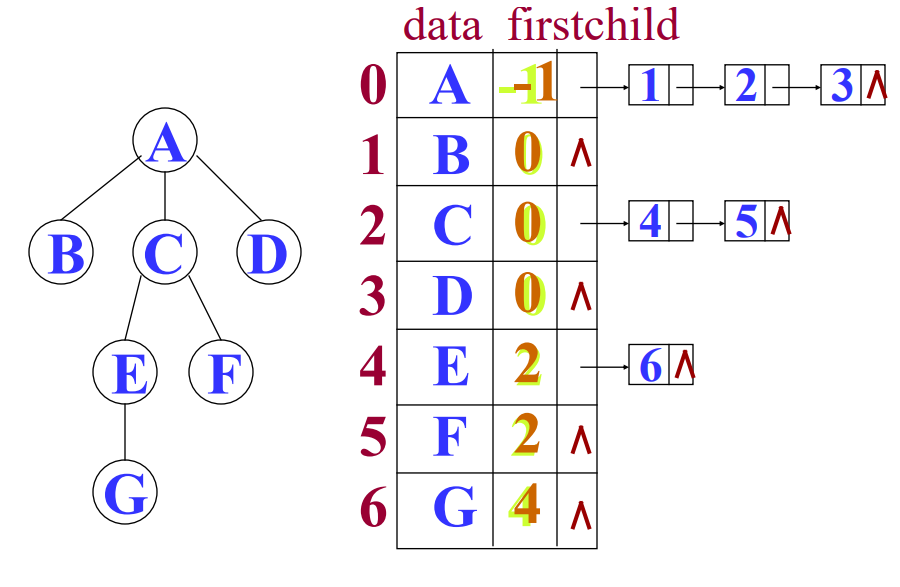 data firstchild
0 A -1 1 2 3 ∧
1 B 0 ∧
2 C 0 4 5 ∧
3 D 0 ∧
4 E 2 6 ∧
5 F 2 ∧
6 G 4 ∧
A
B C D
E F
G